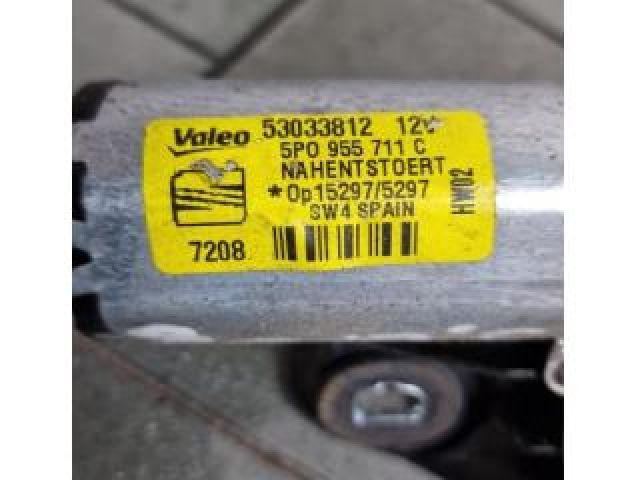 Valeo 53033812 12V
5P0 955 711 C
NAHENTSTOERT
*Op15297/5297
SW4 SPAIN
7208
HW02